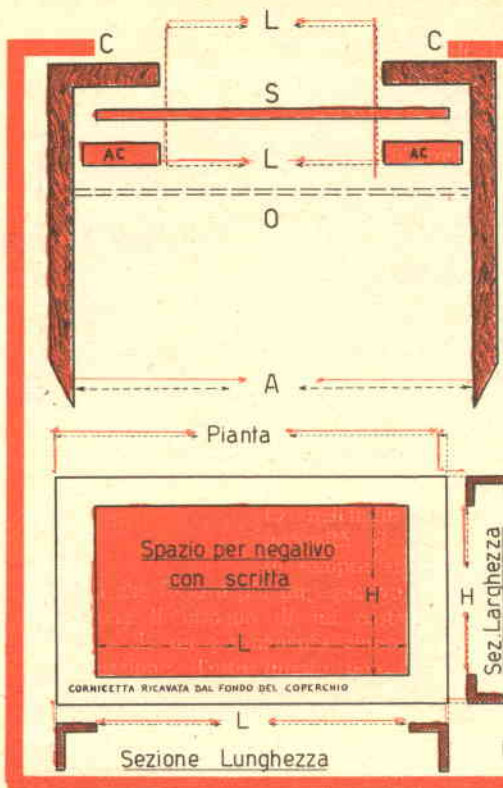 L
C C
S
AC L AC
O
A
Pianta
Spazio per negativo
con scritta
H
L
CORNICETTA RICAVATA DAL FONDO DEL COPERCHIO
H
Sez. Larghezza
L
Sezione Lunghezza